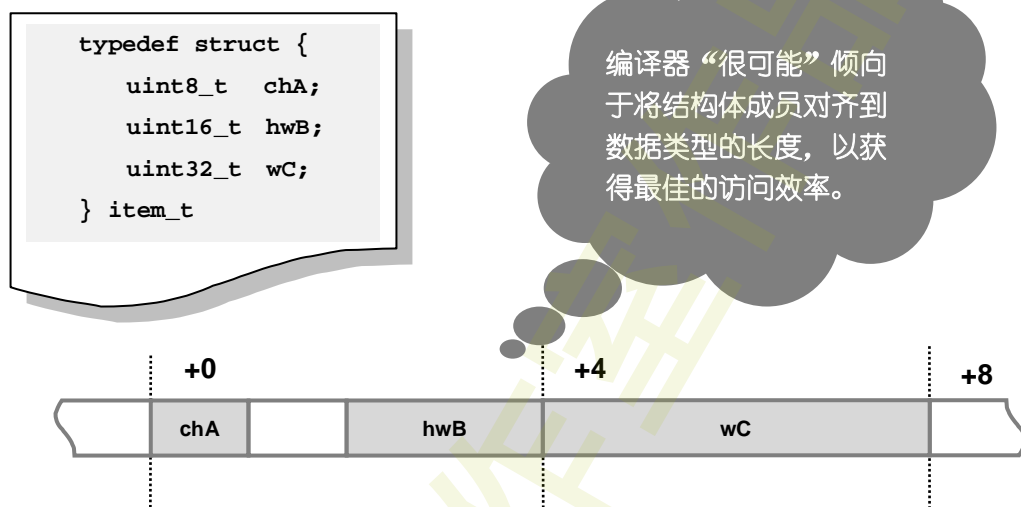 typedef struct {
uint8_t chA;
uint16_t hwB;
uint32_t wC;
} item_t
编译器“很可能”倾向
于将结构体成员对齐到
数据类型的长度，以获
得最佳的访问效率。
+0
+4
+8
chA
hwB
wC